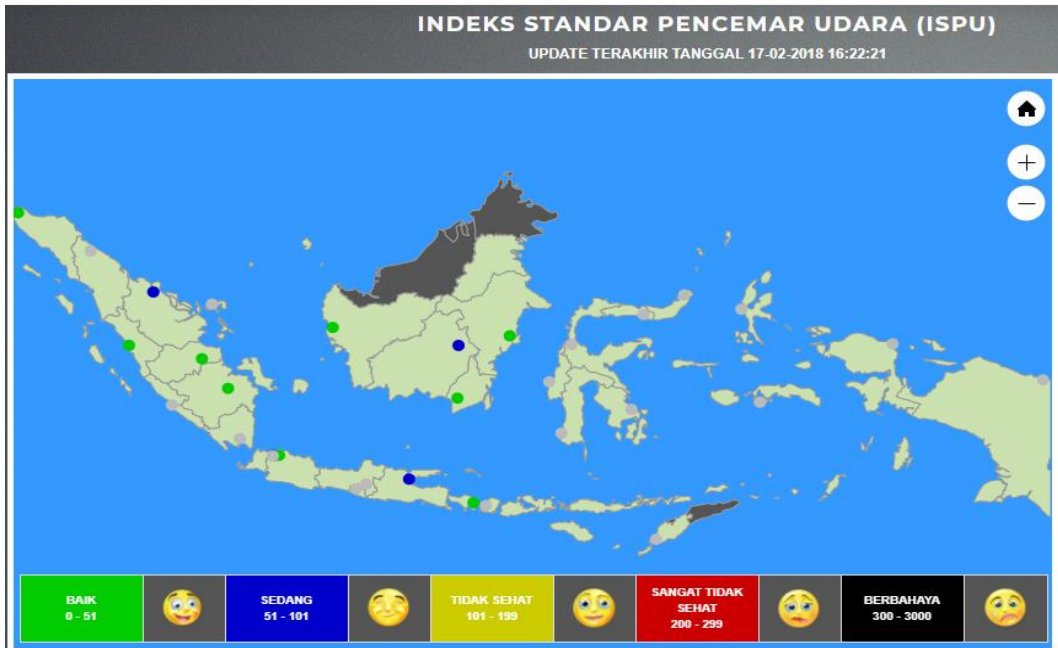 INDEKS STANDAR PENCEMAR UDARA (ISPU)
UPDATE TERAKHIR TANGGAL 17-02-2018 16:22:21
BAIK
0 - 51
SEDANG
51 - 101
TIDAK SEHAT
101 - 199
SANGAT TIDAK
SEHAT
200 - 299
BERBAHAYA
300 - 3000